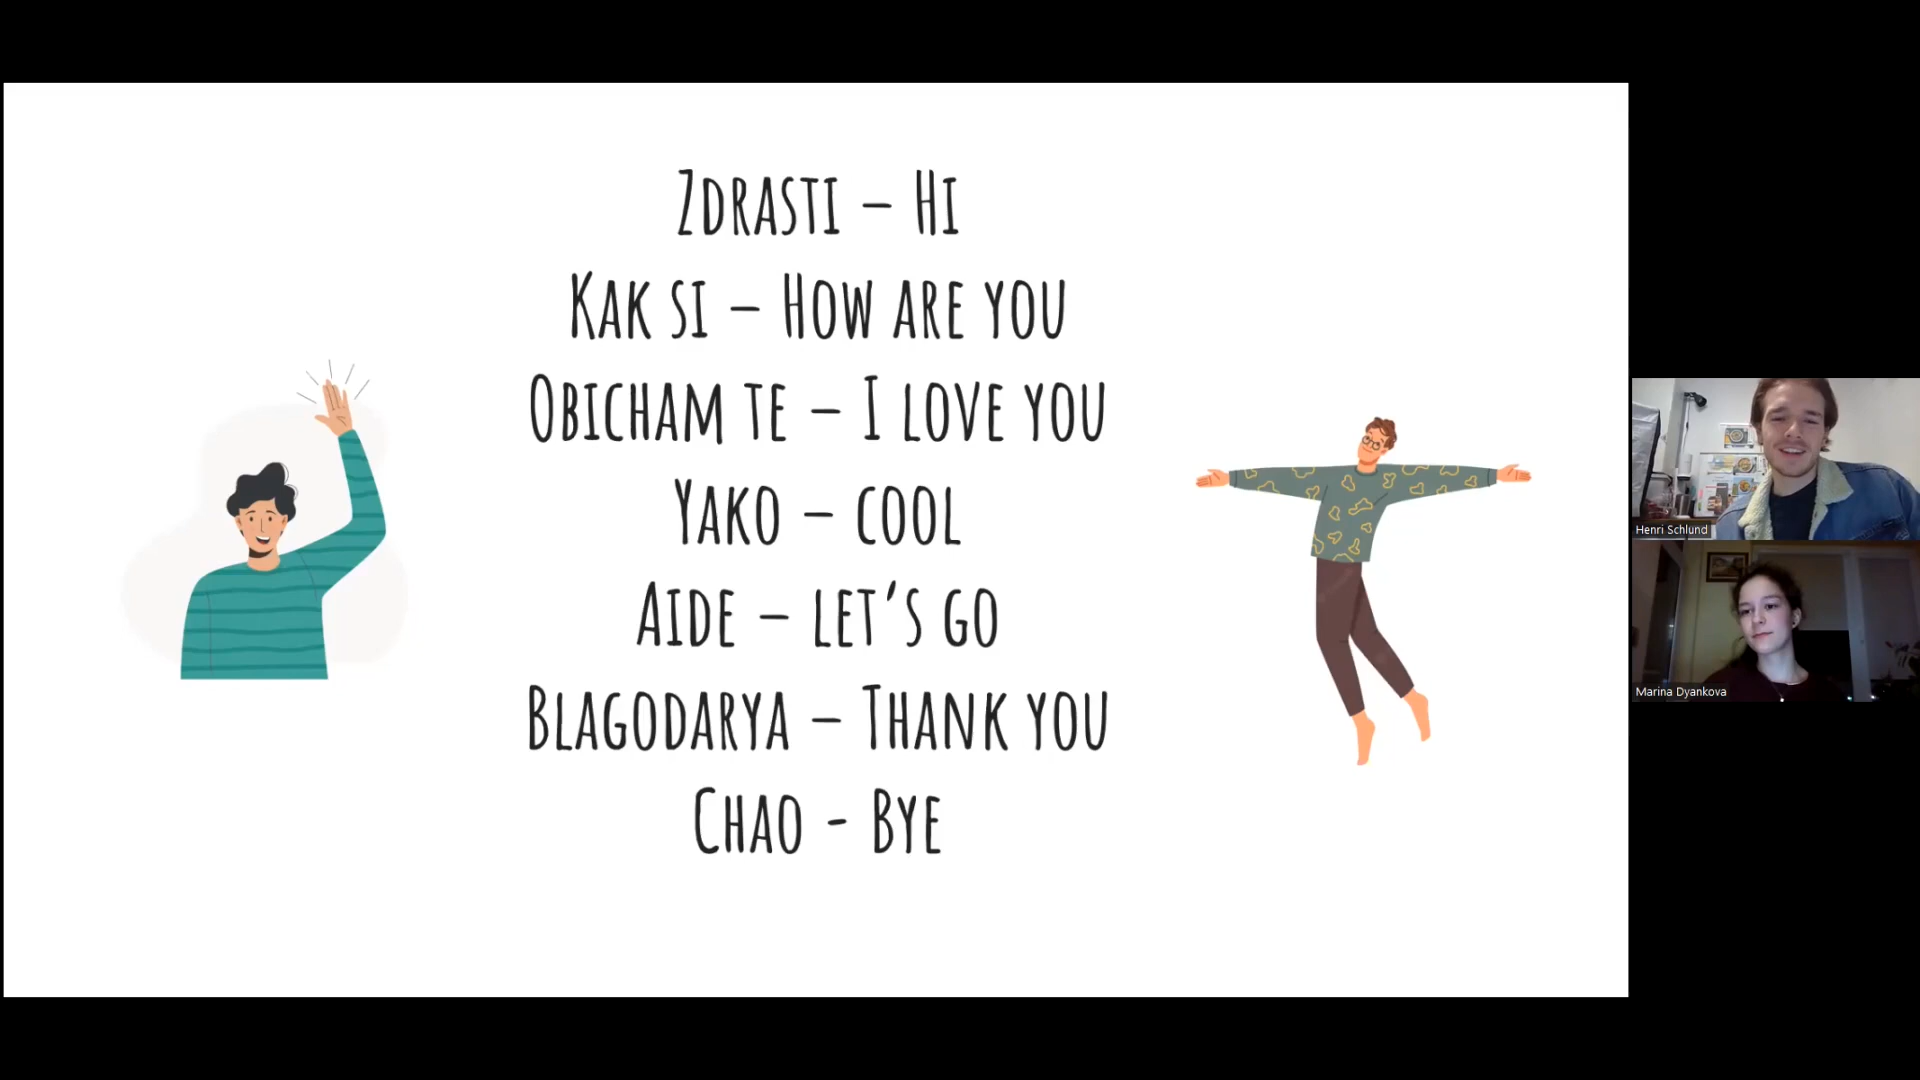 Zdrasti – Hi
Kak si – How are you
Obicham te – I love you
Yako – cool
Aide – let's go
Blagodarya – Thank you
Chao - Bye
Henri Schlund
Marina Dyankova